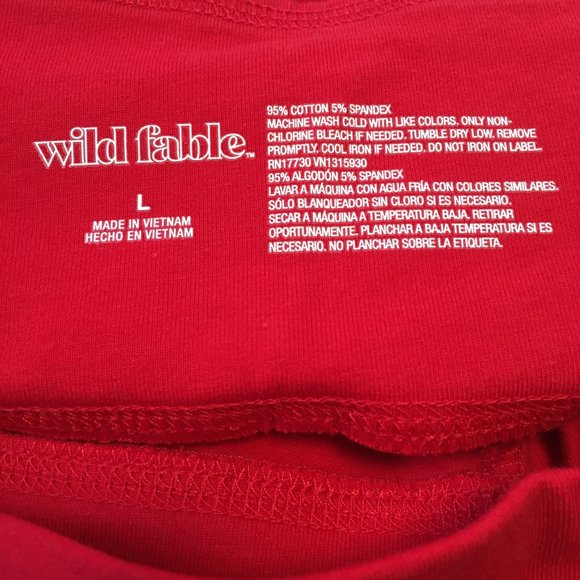 wild fable™
L
MADE IN VIETNAM
HECHO EN VIETNAM
95% COTTON 5% SPANDEX
MACHINE WASH COLD WITH LIKE COLORS. ONLY NON-
CHLORINE BLEACH IF NEEDED. TUMBLE DRY LOW. REMOVE
PROMPTLY. COOL IRON IF NEEDED. DO NOT IRON ON LABEL.
RN17730 VN1315930
95% ALGODÓN 5% SPANDEX
LAVAR A MÁQUINA CON AGUA FRÍA CON COLORES SIMILARES.
SÓLO BLANQUEADOR SIN CLORO SI ES NECESARIO.
SECAR A MÁQUINA A TEMPERATURA BAJA. RETIRAR
OPORTUNAMENTE. PLANCHAR A BAJA TEMPERATURA SI ES
NECESARIO. NO PLANCHAR SOBRE LA ETIQUETA.